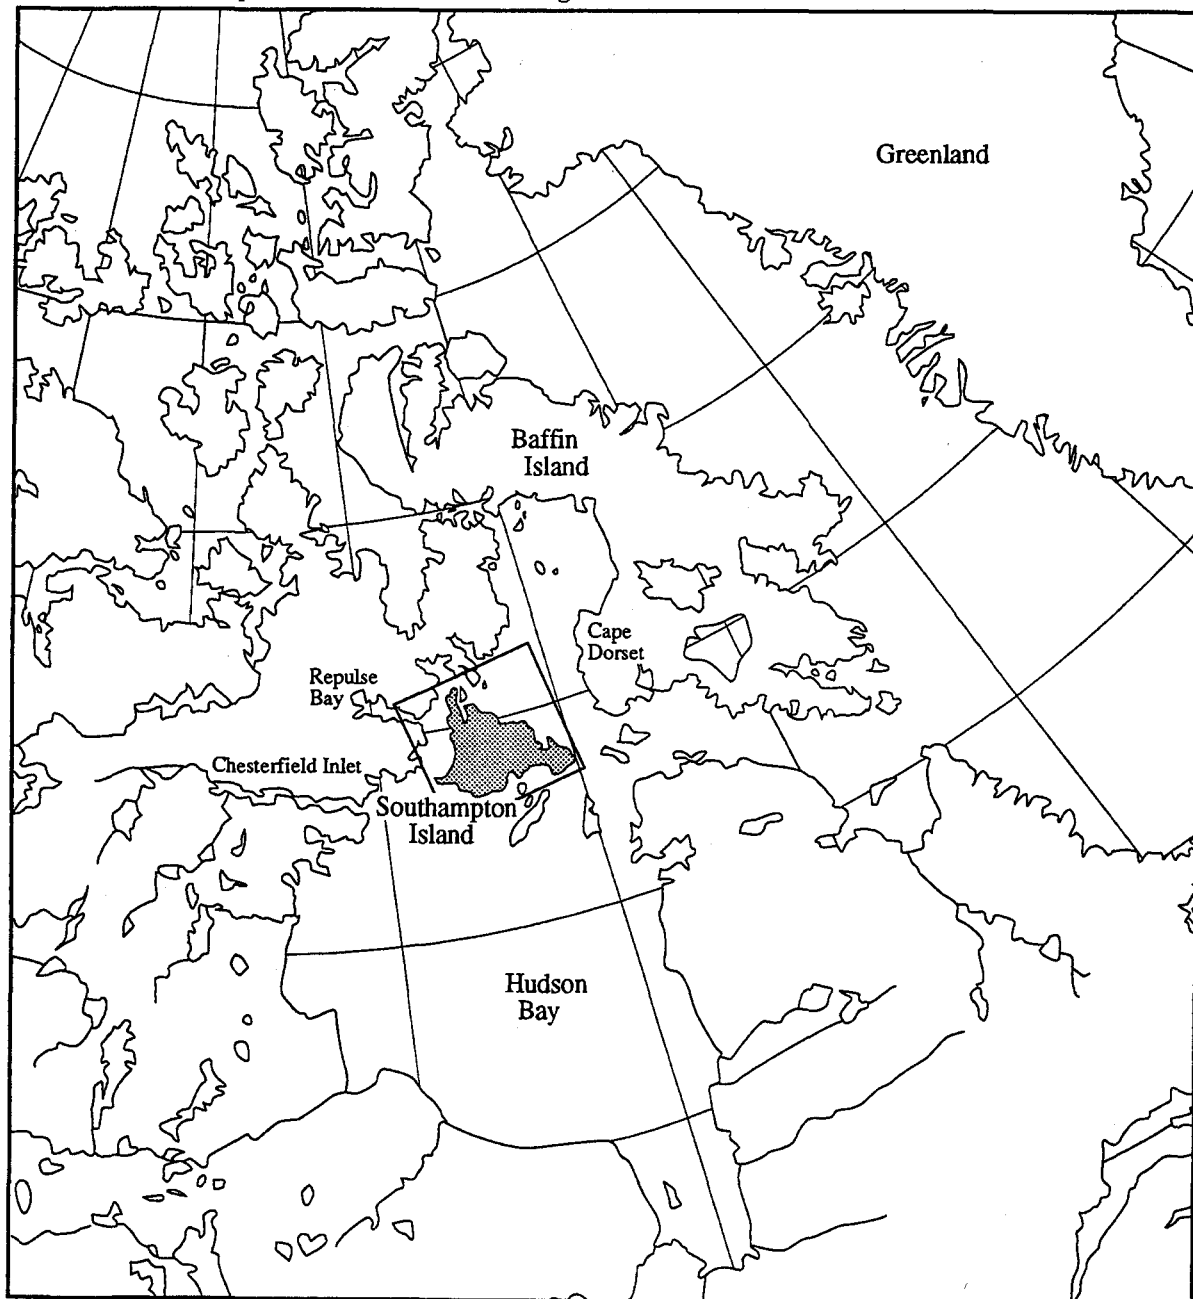 Greenland
Baffin
Island
Cape
Dorset
Repulse
Bay
Chesterfield Inlet
Southampton
Island
Hudson
Bay